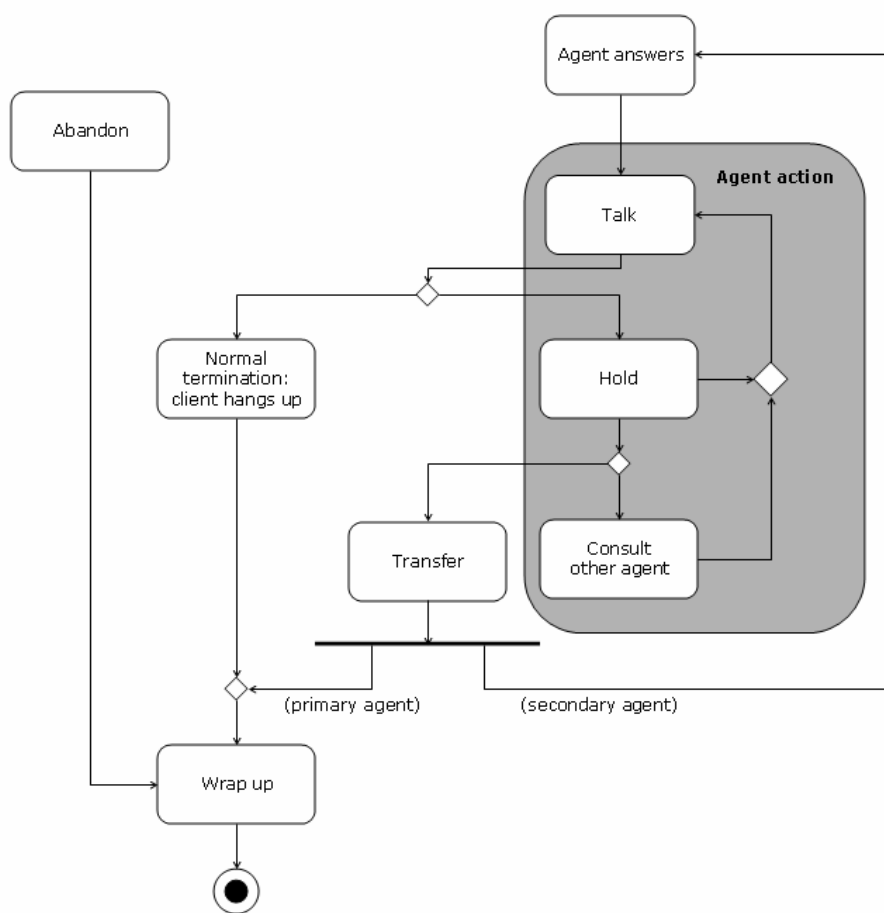 Agent answers
Abandon
Agent action
Talk
Normal
termination:
client hangs up
Hold
Transfer
Consult
other agent
(primary agent)
(secondary agent)
Wrap up